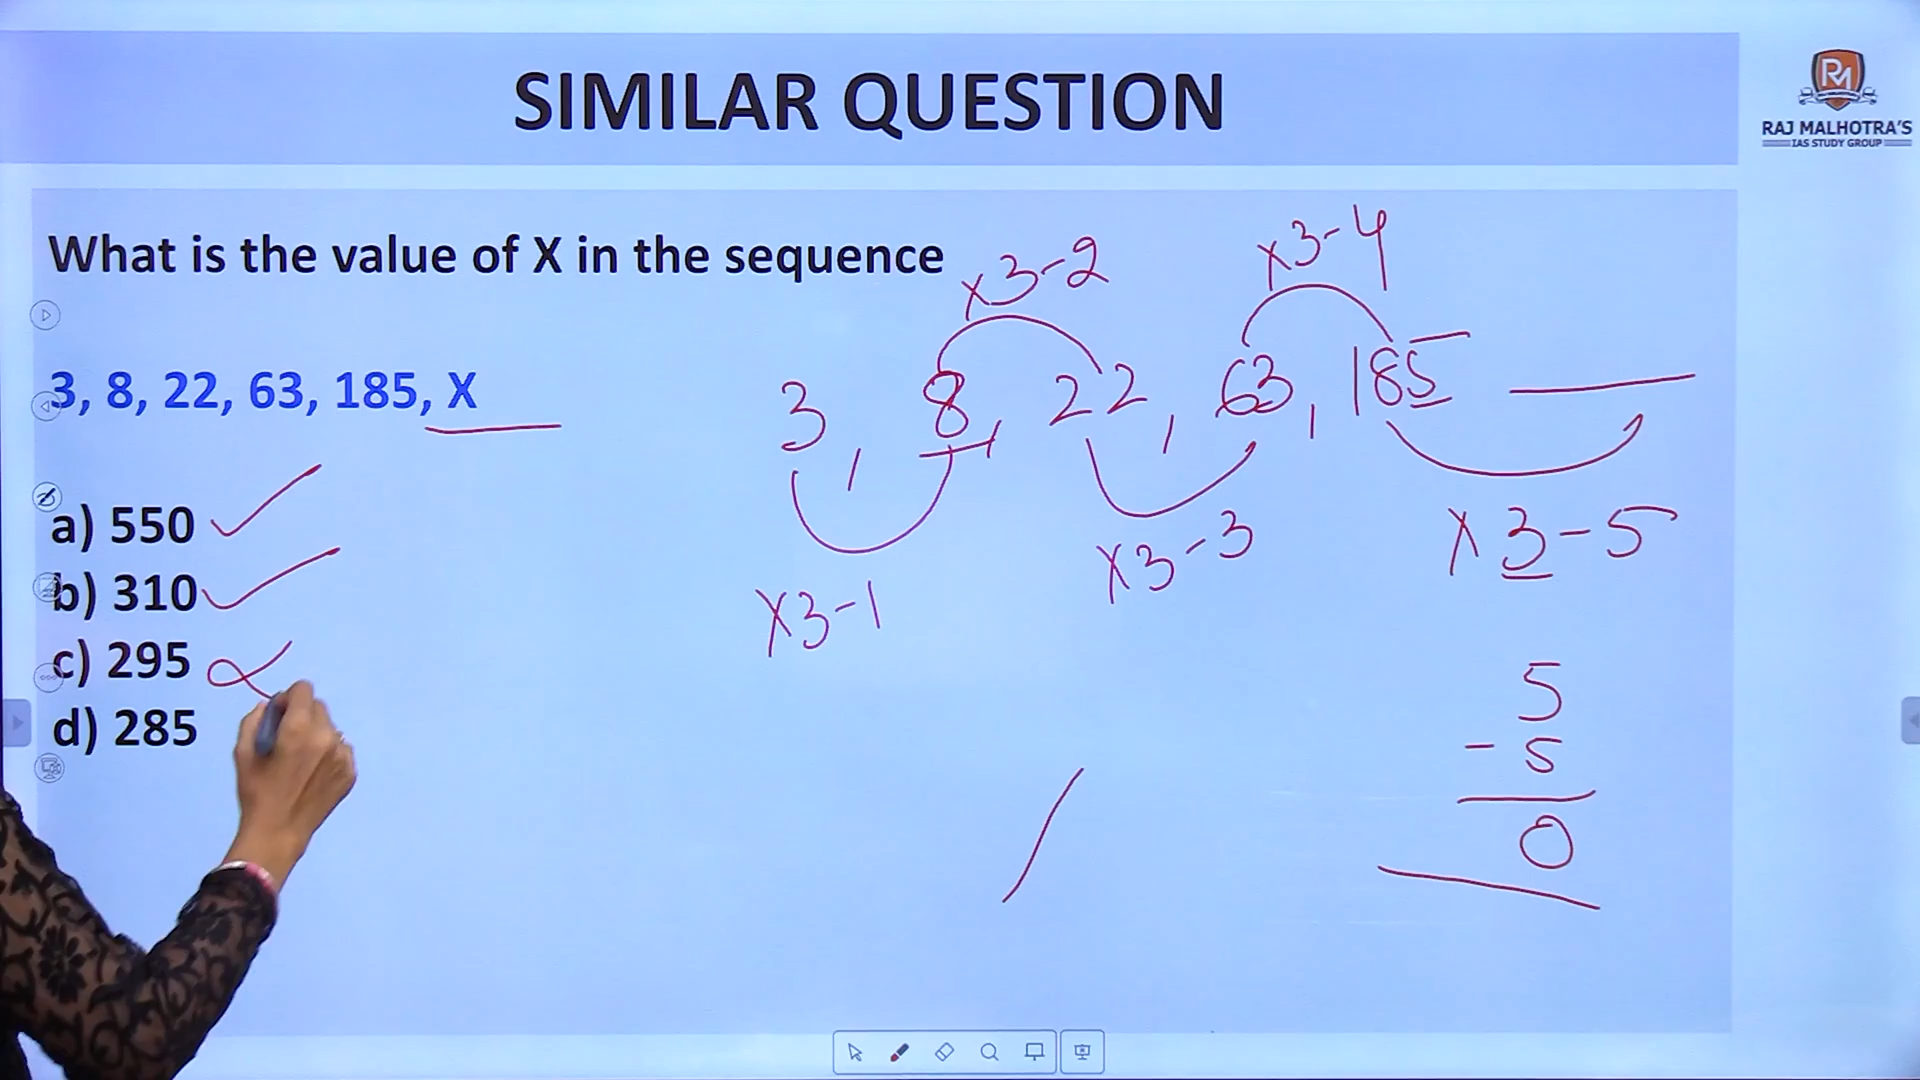 SIMILAR QUESTION
RM
RAJ MALHOTRA'S
IAS STUDY GROUP
What is the value of X in the sequence
x3-2
x3-4
3, 8, 22, 63, 185, X
3, 8, 22, 63, 185
a) 550
b) 310
c) 295
d) 285
x3-1
x3-3
x3-5
5
- 5
0